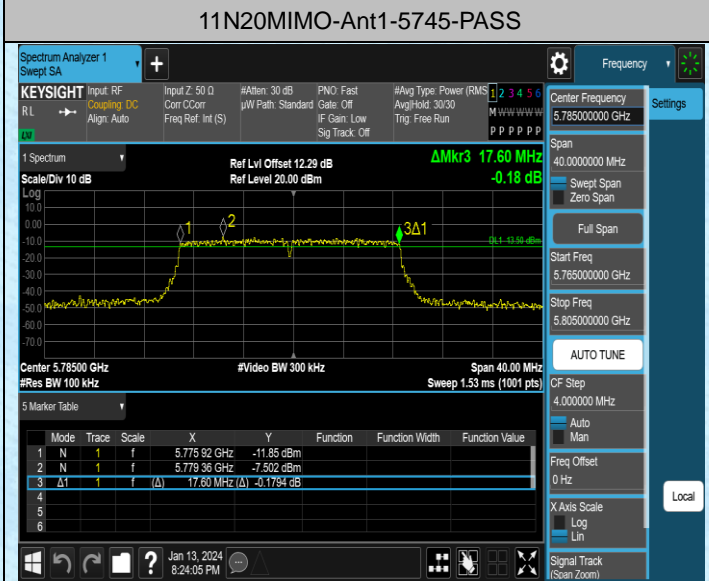 11N20MIMO-Ant1-5745-PASS
Spectrum Analyzer 1
Swept SA
Frequency
KEYSIGHT Input: RF Input Z: 50 Ω #Atten: 30 dB PNO: Fast #Avg Type: Power (RMS 1 2 3 4 5 6
RL Coupling: DC Corr CCorr µW Path: Standard Gate: Off Avg|Hold: 30/30 M W W W W W
Align: Auto Freq Ref: Int (S) IF Gain: Low Trig: Free Run
Sig Track: Off P P P P P P
1 Spectrum
Ref Lvl Offset 12.29 dB
ΔMkr3 17.60 MHz
Scale/Div 10 dB
Ref Level 20.00 dBm
-0.18 dB
Log
10.0
0.00
-10.0
-20.0
-30.0
-40.0
-50.0
-60.0
-70.0
1
2
3Δ1
DL1 -13.50 dBm
Center 5.78500 GHz
#Video BW 300 kHz
Span 40.00 MHz
#Res BW 100 kHz
Sweep 1.53 ms (1001 pts)
5 Marker Table
Mode Trace Scale X Y Function Function Width Function Value
1 N 1 f 5.775 92 GHz -11.85 dBm
2 N 1 f 5.779 36 GHz -7.502 dBm
3 Δ1 1 f (Δ) 17.60 MHz (Δ) -0.1794 dB
4
5
6
Jan 13, 2024
8:24:05 PM
Center Frequency
5.785000000 GHz
Settings
Span
40.0000000 MHz
Swept Span
Zero Span
Full Span
Start Freq
5.765000000 GHz
Stop Freq
5.805000000 GHz
AUTO TUNE
CF Step
4.000000 MHz
Auto
Man
Freq Offset
0 Hz
X Axis Scale
Log
Lin
Local
Signal Track
(Span Zoom)